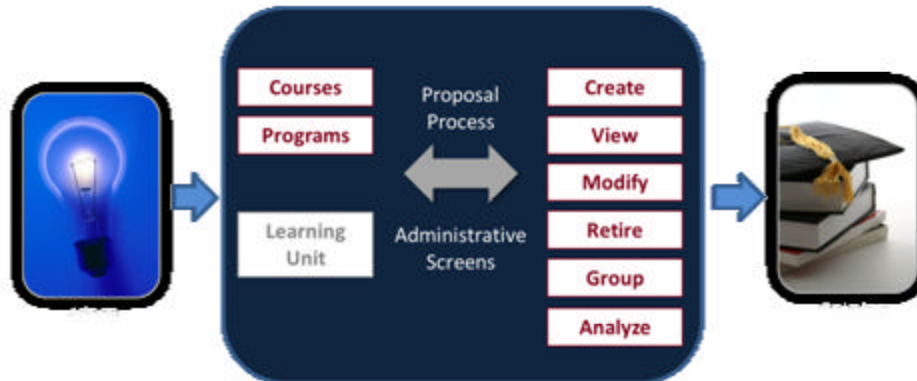 Courses
Programs
Learning
Unit
Proposal
Process
Administrative
Screens
Create
View
Modify
Retire
Group
Analyze